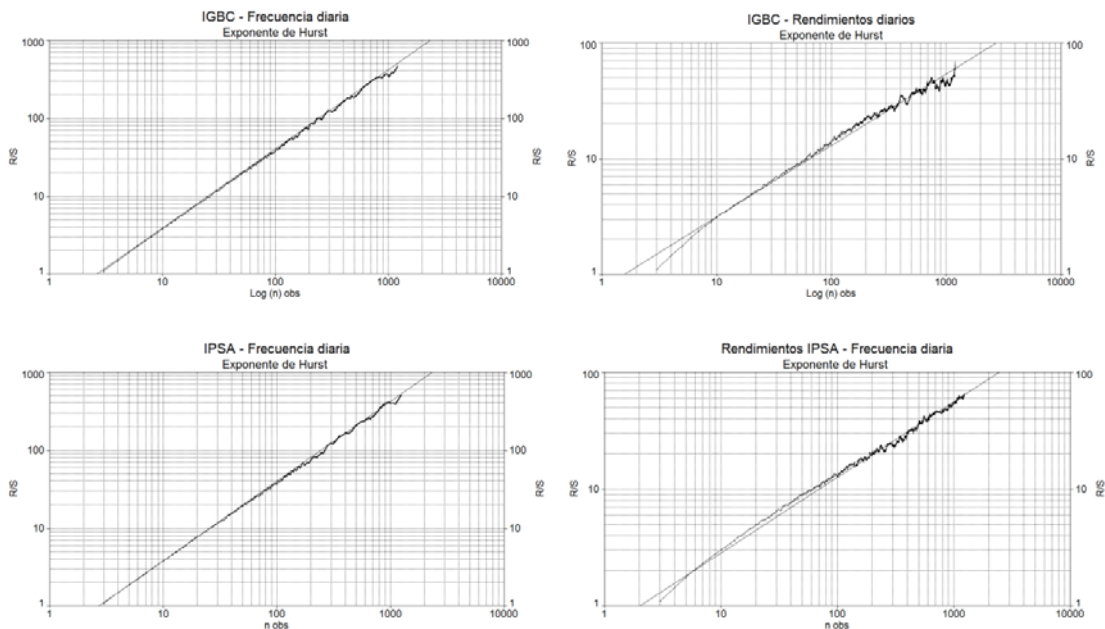 IGBC - Frecuencia diaria
Exponente de Hurst
1000 1000
100 100
R/S R/S
10 10
1 1
1 10 100 1000 10000
Log (n) obs
IGBC - Rendimientos diarios
Exponente de Hurst
100 100
R/S R/S
10 10
1 1
1 10 100 1000 10000
Log (n) obs
IPSA - Frecuencia diaria
Exponente de Hurst
1000 1000
100 100
R/S R/S
10 10
1 1
1 10 100 1000 10000
n obs
Rendimientos IPSA - Frecuencia diaria
Exponente de Hurst
100 100
R/S R/S
10 10
1 1
1 10 100 1000 10000
n obs